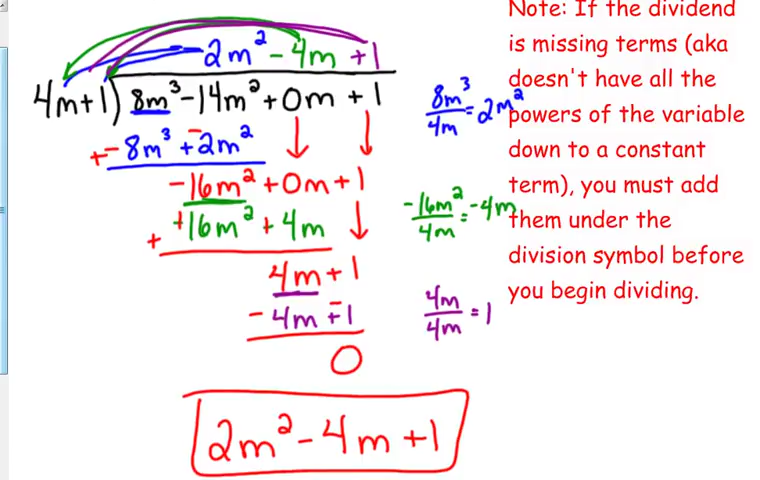 Note: If the dividend
is missing terms (aka
doesn't have all the
powers of the variable
down to a constant
term), you must add
them under the
division symbol before
you begin dividing.
2m² - 4m + 1
4m + 1 ) 8m³ - 14m² + 0m + 1
+ - 8m³ + - 2m²
- 16m² + 0m + 1
+ + 16m² + 4m
4m + 1
- 4m + - 1
0
8m³/4m = 2m²
-16m²/4m = -4m
4m/4m = 1
2m² - 4m + 1